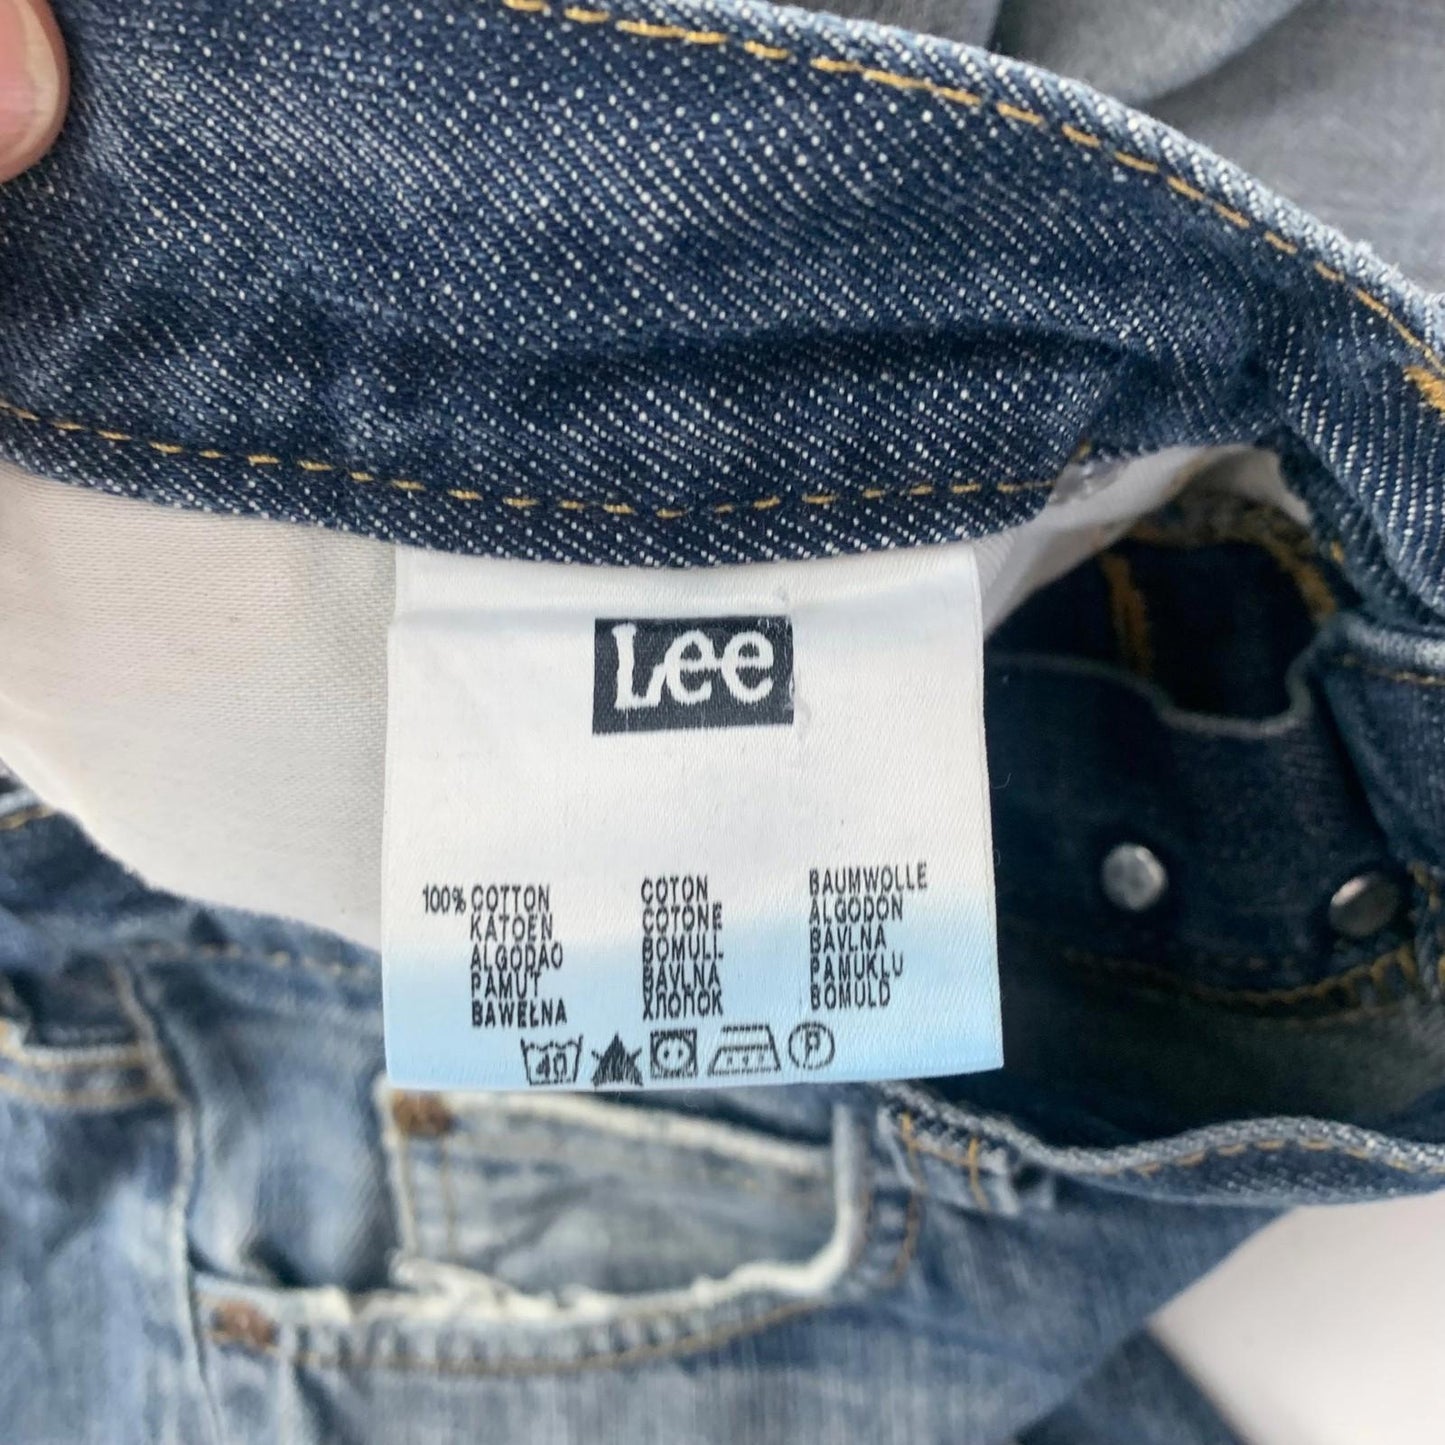 Lee
100% COTTON COTON BAUMWOLLE
KATOEN COTONE ALGODON
ALGODAO BOMULL BAVLNA
PAMUT BAVLNA PAMUKLU
BAWEŁNA ХЛОПОК BOMULD
40 P